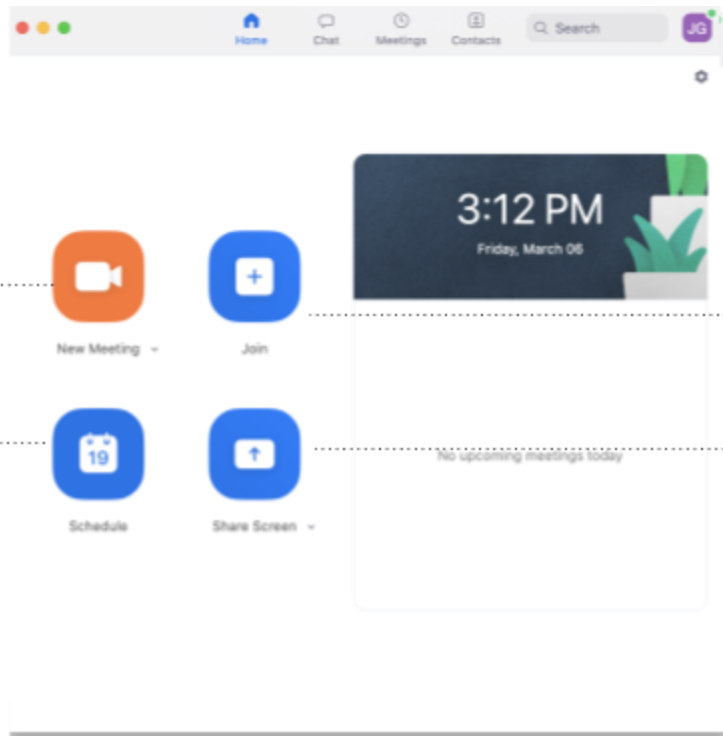 Home
Chat
Meetings
Contacts
Search
JG
3:12 PM
Friday, March 06
New Meeting
Join
19
Schedule
Share Screen
No upcoming meetings today